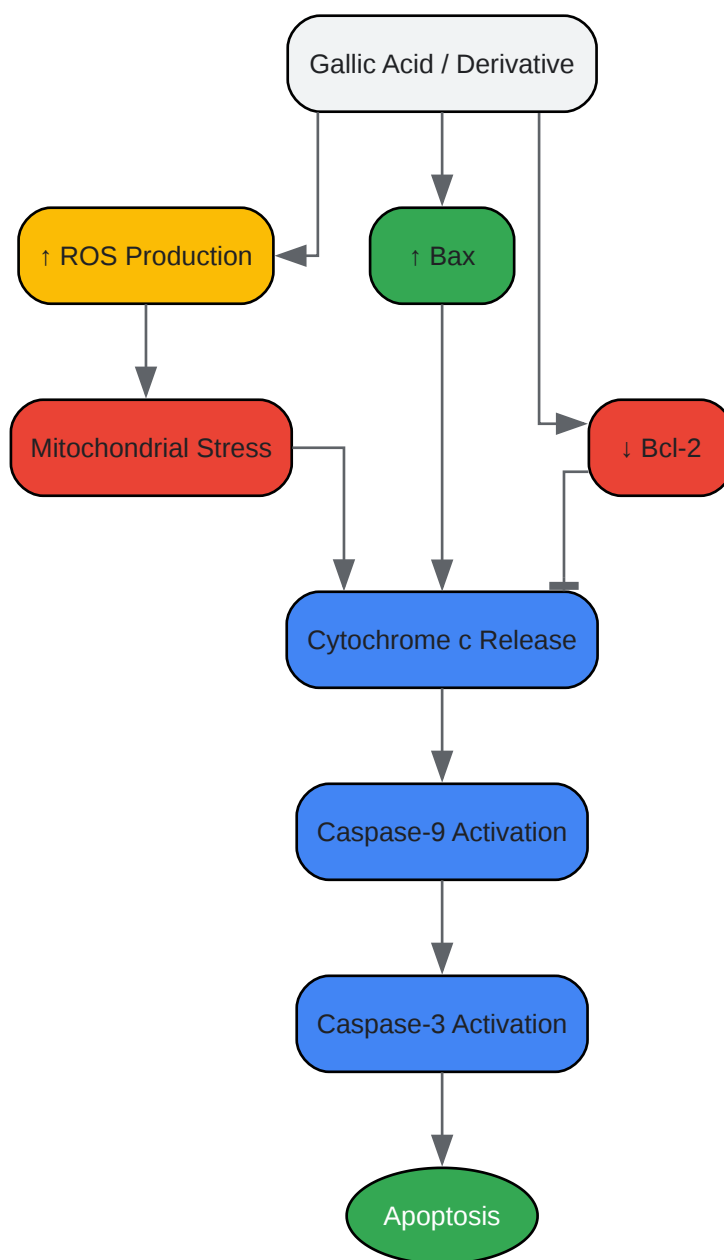 Gallic Acid / Derivative
↑ ROS Production
↑ Bax
Mitochondrial Stress
↓ Bcl-2
Cytochrome c Release
Caspase-9 Activation
Caspase-3 Activation
Apoptosis